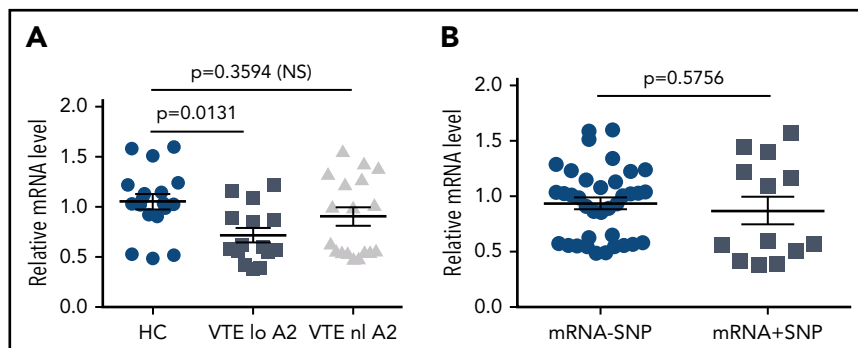 A
p=0.3594 (NS)
p=0.0131
Relative mRNA level
2.0
1.5
1.0
0.5
0.0
HC VTE lo A2 VTE nl A2
B
p=0.5756
Relative mRNA level
2.0
1.5
1.0
0.5
0.0
mRNA-SNP mRNA+SNP